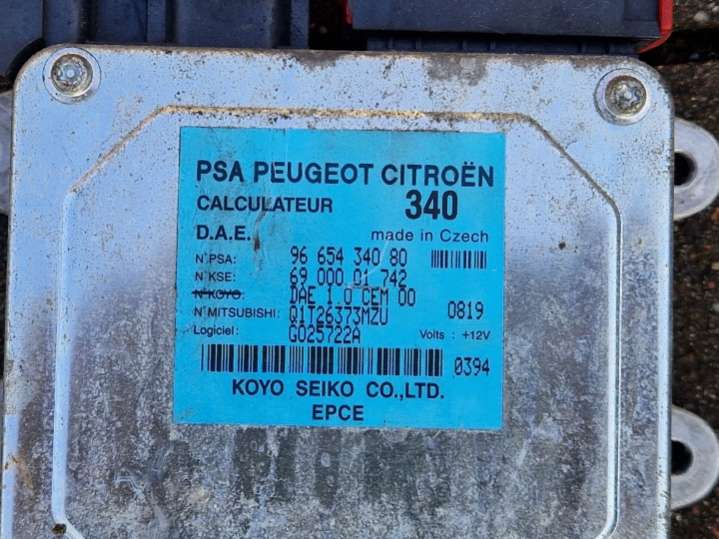 PSA PEUGEOT CITROËN
CALCULATEUR 340
D.A.E. made in Czech
N°PSA: 96 654 340 80
N°KSE: 69 000 01 742
N°KOYO: DAE 1.0 CEM 00
N°MITSUBISHI: Q1T26373MZU 0819
Logiciel: G025722A Volts : +12V
0394
KOYO SEIKO CO.,LTD.
EPCE